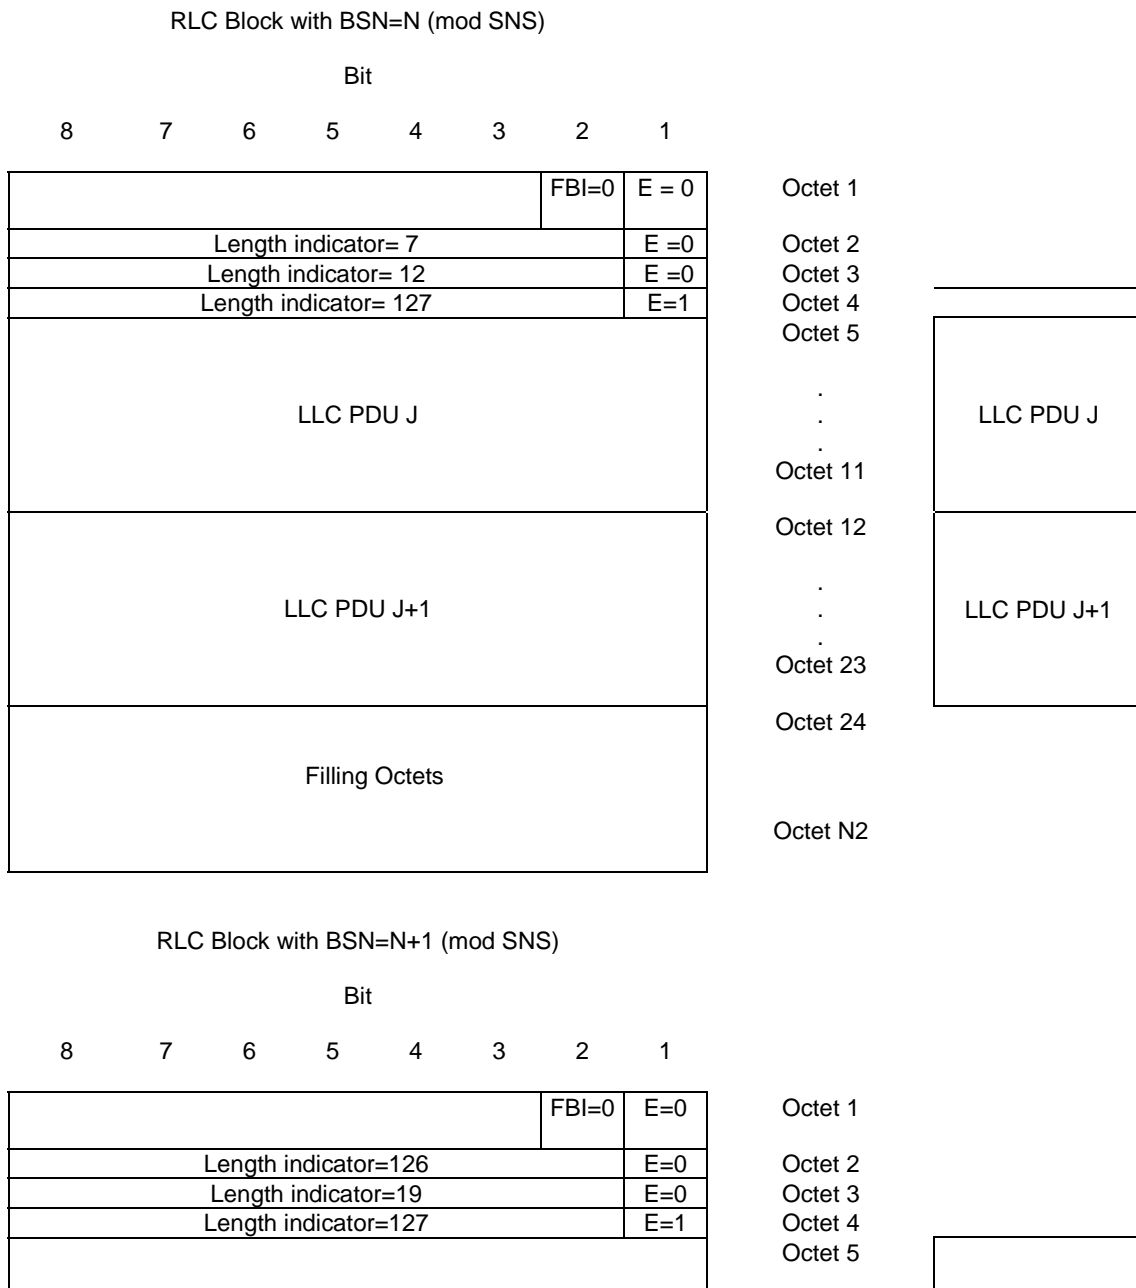 RLC Block with BSN=N (mod SNS)
Bit
8 7 6 5 4 3 2 1
FBI=0 E = 0 Octet 1
Length indicator= 7 E =0 Octet 2
Length indicator= 12 E =0 Octet 3
Length indicator= 127 E=1 Octet 4
Octet 5
.
LLC PDU J . LLC PDU J
.
Octet 11
Octet 12
.
LLC PDU J+1 . LLC PDU J+1
.
Octet 23
Octet 24
Filling Octets
Octet N2
RLC Block with BSN=N+1 (mod SNS)
Bit
8 7 6 5 4 3 2 1
FBI=0 E=0 Octet 1
Length indicator=126 E=0 Octet 2
Length indicator=19 E=0 Octet 3
Length indicator=127 E=1 Octet 4
Octet 5